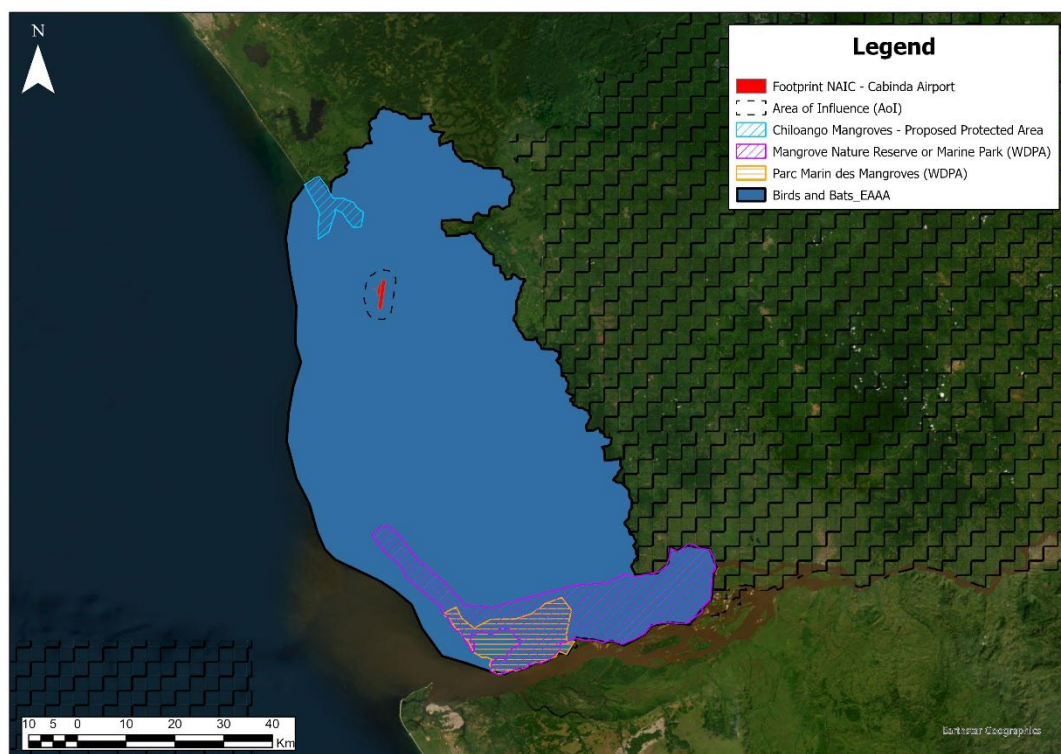 N
Legend
Footprint NAIC - Cabinda Airport
Area of Influence (AoI)
Chiloango Mangroves - Proposed Protected Area
Mangrove Nature Reserve or Marine Park (WDPA)
Parc Marin des Mangroves (WDPA)
Birds and Bats_EAAA
10 5 0 10 20 30 40
Km
Earthstar Geographics